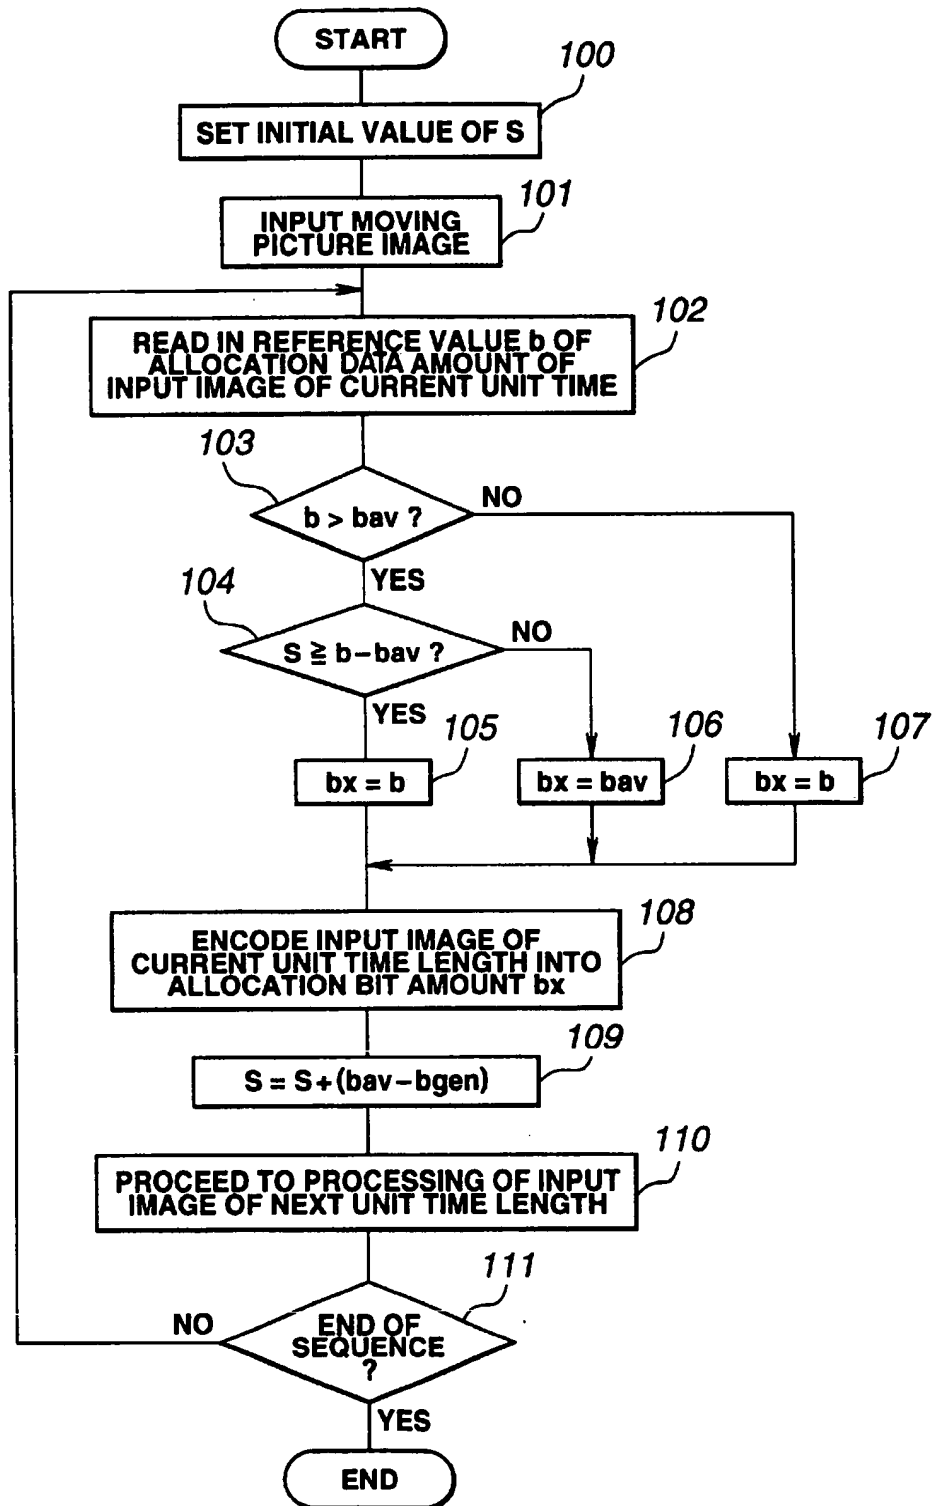 START
100
SET INITIAL VALUE OF S
101
INPUT MOVING
PICTURE IMAGE
102
READ IN REFERENCE VALUE b OF
ALLOCATION DATA AMOUNT OF
INPUT IMAGE OF CURRENT UNIT TIME
103
b > bav ?
NO
YES
104
S ≧ b−bav ?
NO
YES
105
106
107
bx = b
bx = bav
bx = b
108
ENCODE INPUT IMAGE OF
CURRENT UNIT TIME LENGTH INTO
ALLOCATION BIT AMOUNT bx
109
S = S+(bav−bgen)
110
PROCEED TO PROCESSING OF INPUT
IMAGE OF NEXT UNIT TIME LENGTH
111
NO
END OF
SEQUENCE
?
YES
END